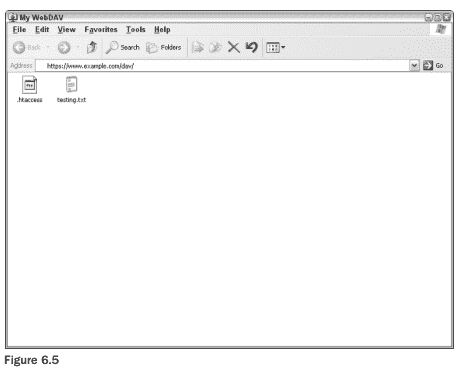 My WebDAV
File Edit View Favorites Tools Help
Back Search Folders
Address https://www.example.com/dav/ Go
.htaccess testing.txt
Figure 6.5